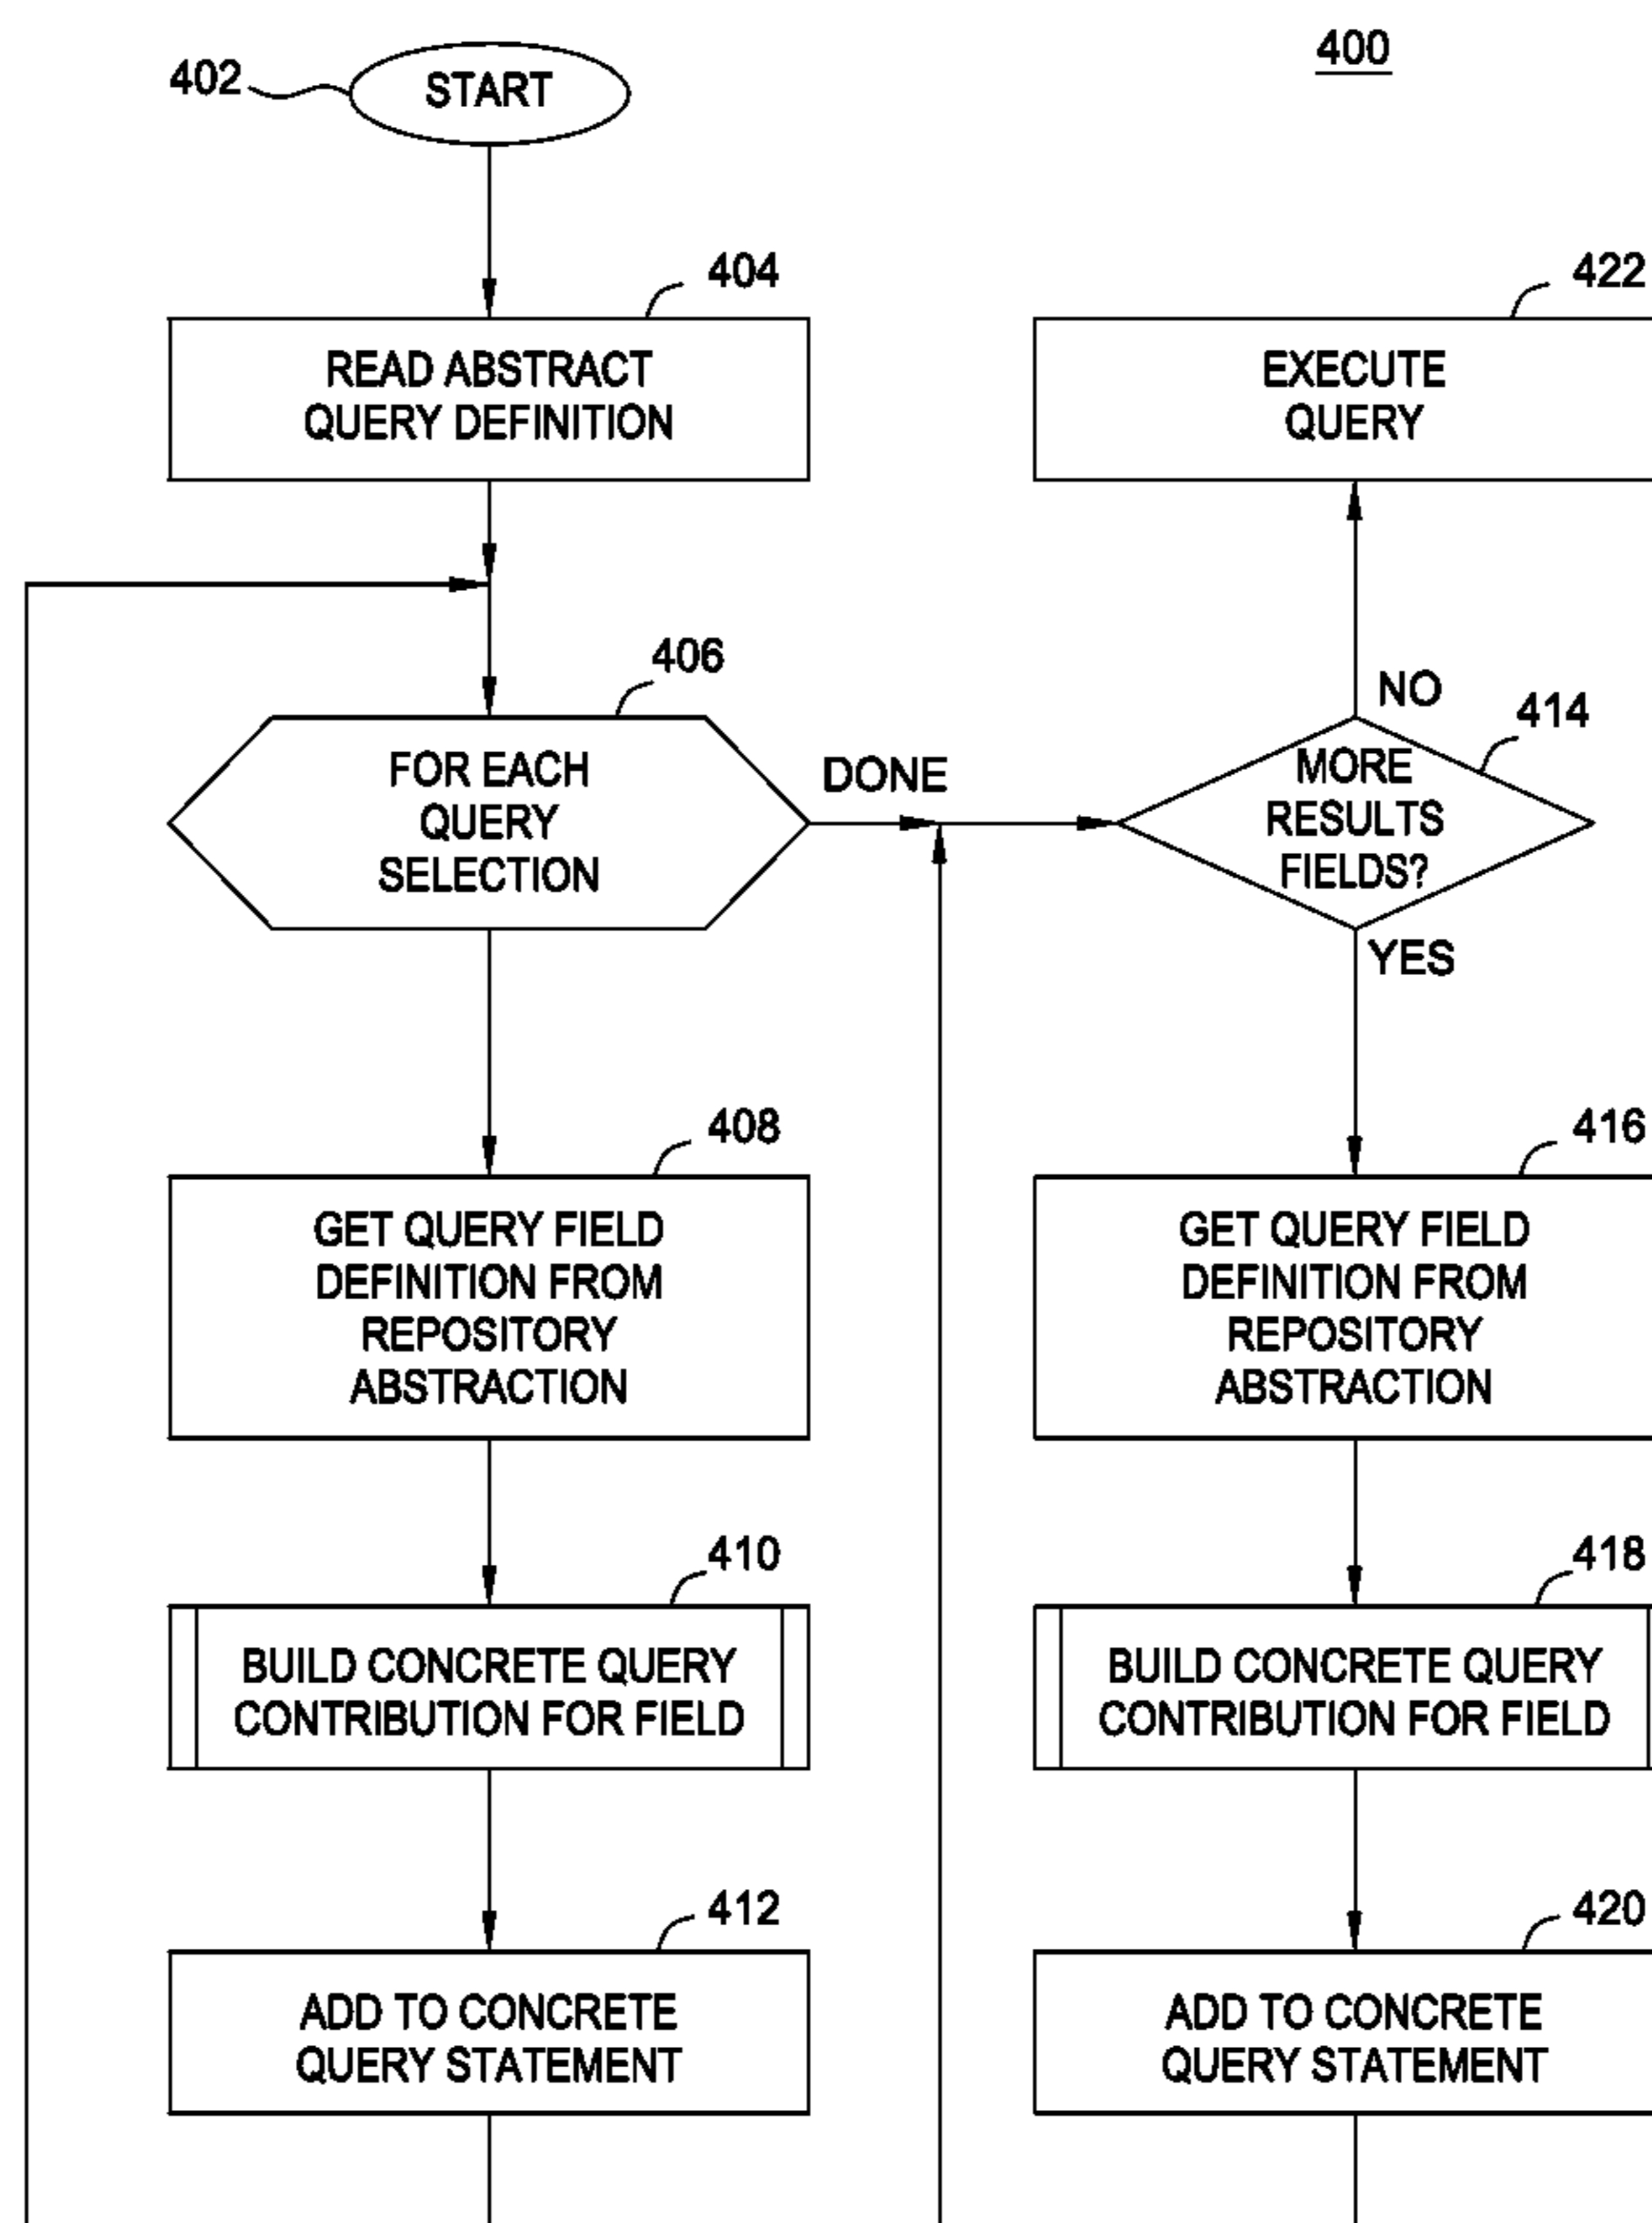 400
402
START
404
READ ABSTRACT
QUERY DEFINITION
406
FOR EACH
QUERY
SELECTION
DONE
408
GET QUERY FIELD
DEFINITION FROM
REPOSITORY
ABSTRACTION
410
BUILD CONCRETE QUERY
CONTRIBUTION FOR FIELD
412
ADD TO CONCRETE
QUERY STATEMENT
422
EXECUTE
QUERY
NO
414
MORE
RESULTS
FIELDS?
YES
416
GET QUERY FIELD
DEFINITION FROM
REPOSITORY
ABSTRACTION
418
BUILD CONCRETE QUERY
CONTRIBUTION FOR FIELD
420
ADD TO CONCRETE
QUERY STATEMENT